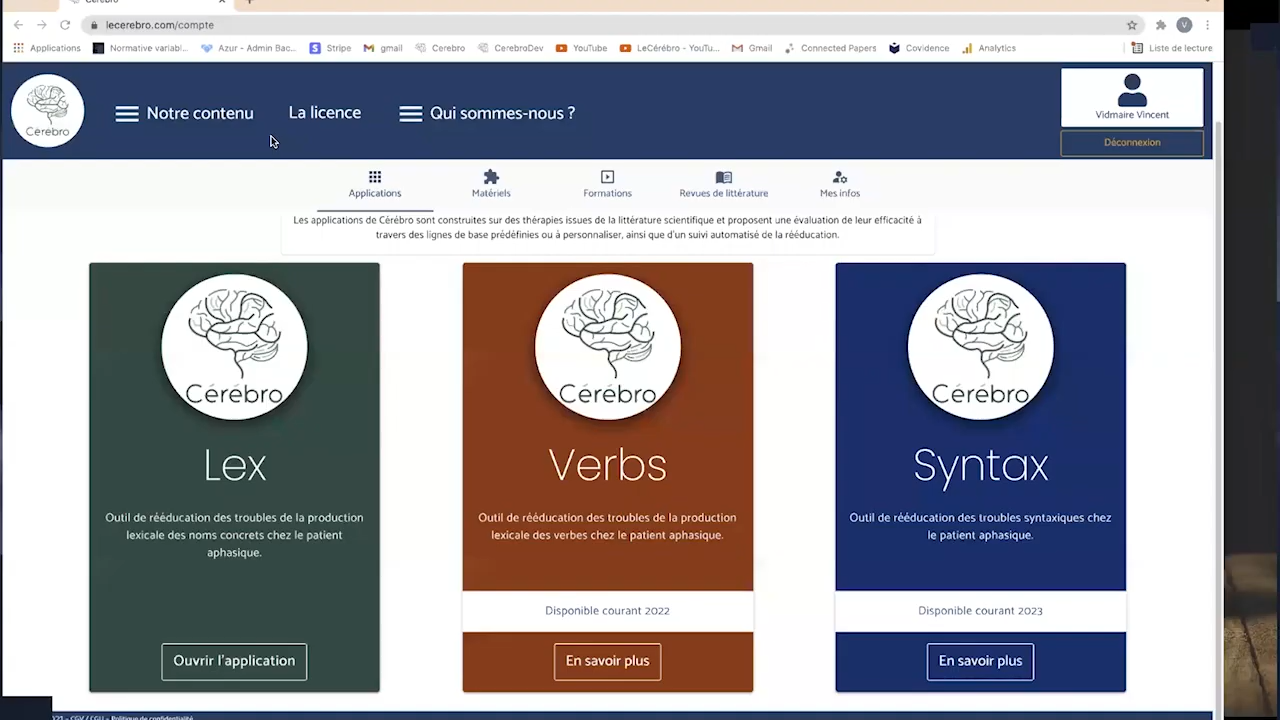 Cérébro
lecerebro.com/compte
V
Applications
Normative variabl...
Azur - Admin Bac...
Stripe
gmail
Cerebro
CerebroDev
YouTube
LeCérébro - YouTu...
Gmail
Connected Papers
Covidence
Analytics
Liste de lecture
Cérébro
Notre contenu
La licence
Qui sommes-nous ?
Vidmaire Vincent
Déconnexion
Applications
Matériels
Formations
Revues de littérature
Mes infos
Les applications de Cérébro sont construites sur des thérapies issues de la littérature scientifique et proposent une évaluation de leur efficacité à
travers des lignes de base prédéfinies ou à personnaliser, ainsi que d'un suivi automatisé de la rééducation.
Cérébro
Lex
Outil de rééducation des troubles de la production
lexicale des noms concrets chez le patient
aphasique.
Ouvrir l'application
Cérébro
Verbs
Outil de rééducation des troubles de la production
lexicale des verbes chez le patient aphasique.
Disponible courant 2022
En savoir plus
Cérébro
Syntax
Outil de rééducation des troubles syntaxiques chez
le patient aphasique.
Disponible courant 2023
En savoir plus
CGV / CGU - Politique de confidentialité